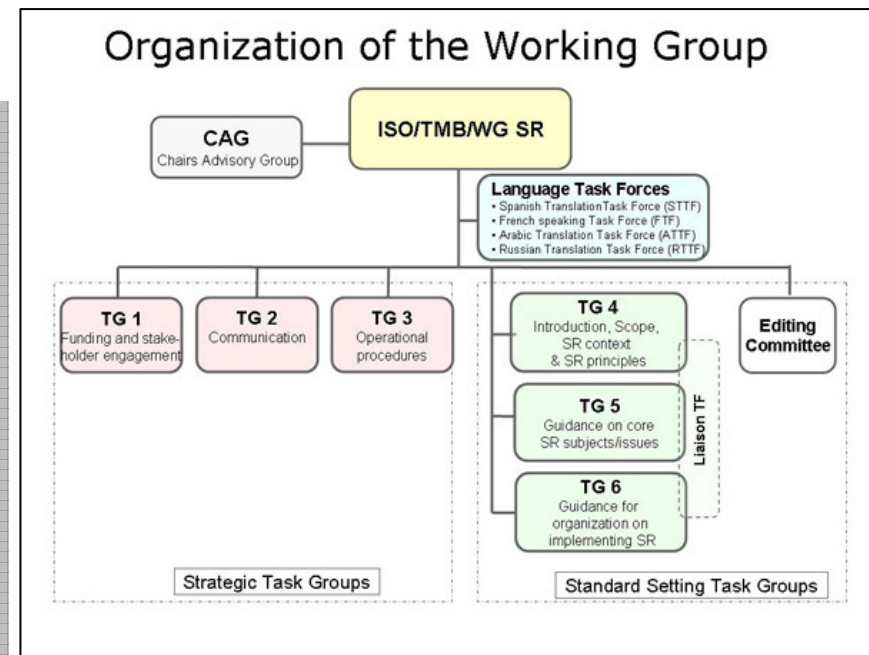 Organization of the Working Group
CAG
Chairs Advisory Group
ISO/TMB/WG SR
Language Task Forces
• Spanish TranslationTask Force (STTF)
• French speaking Task Force (FTF)
• Arabic Translation Task Force (ATTF)
• Russian Translation Task Force (RTTF)
TG 1
Funding and stake-
holder engagement
TG 2
Communication
TG 3
Operational
procedures
TG 4
Introduction, Scope,
SR context
& SR principles
TG 5
Guidance on core
SR subjects/issues
TG 6
Guidance for
organization on
implementing SR
Liaison TF
Editing
Committee
Strategic Task Groups
Standard Setting Task Groups